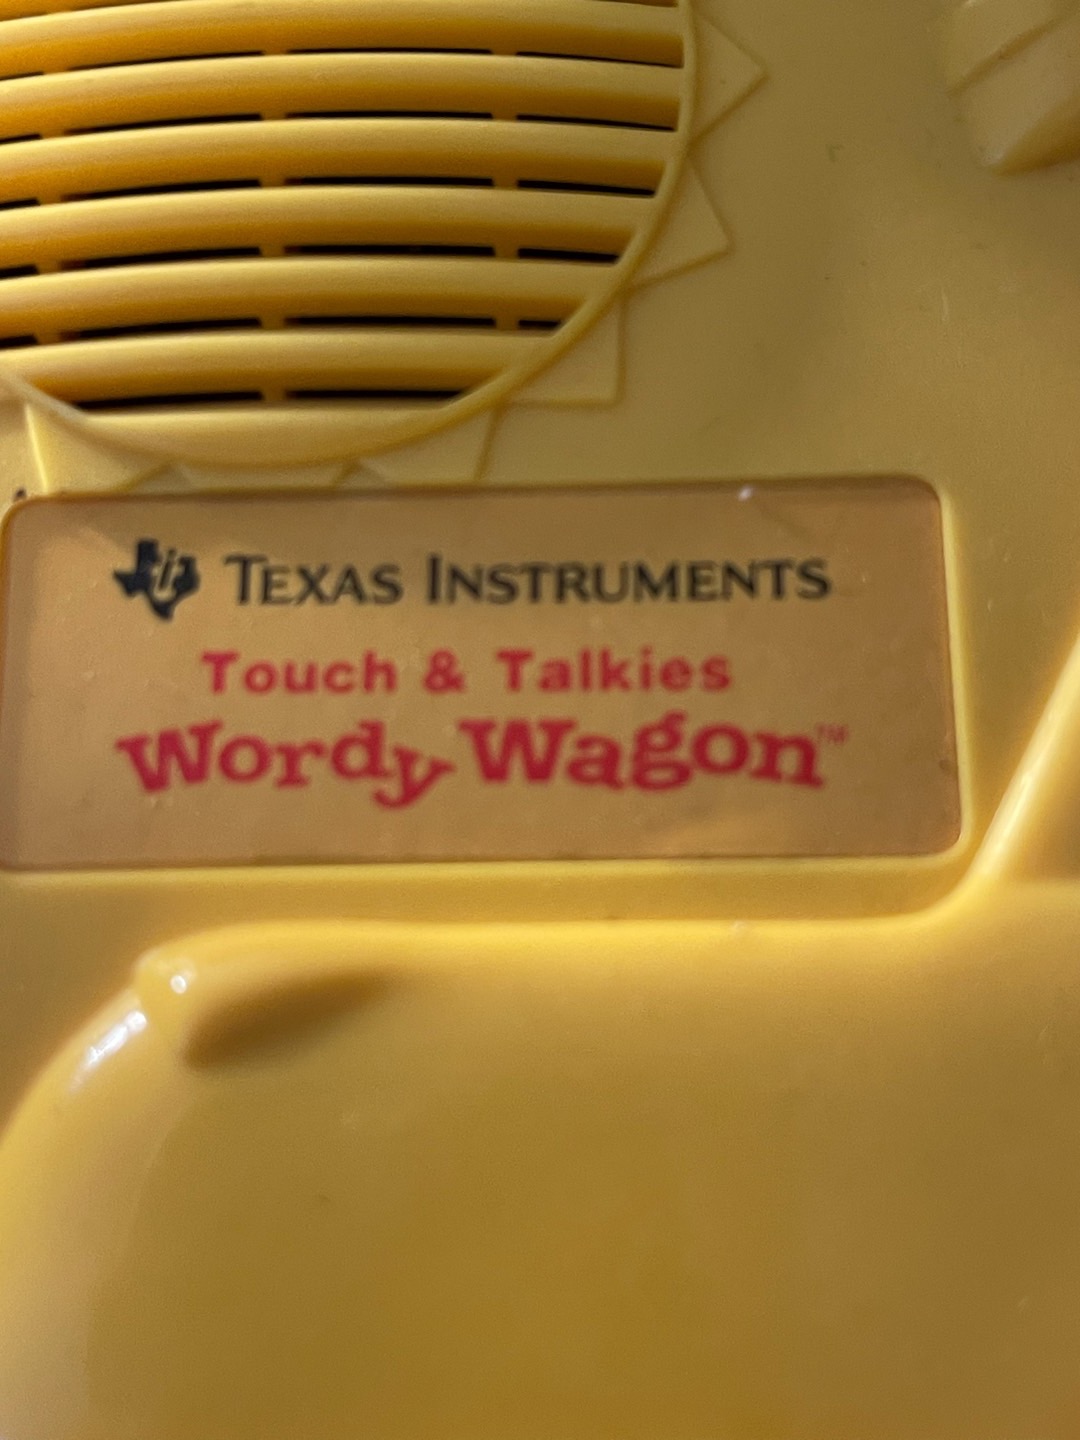 TEXAS INSTRUMENTS
Touch & Talkies
Wordy Wagon™